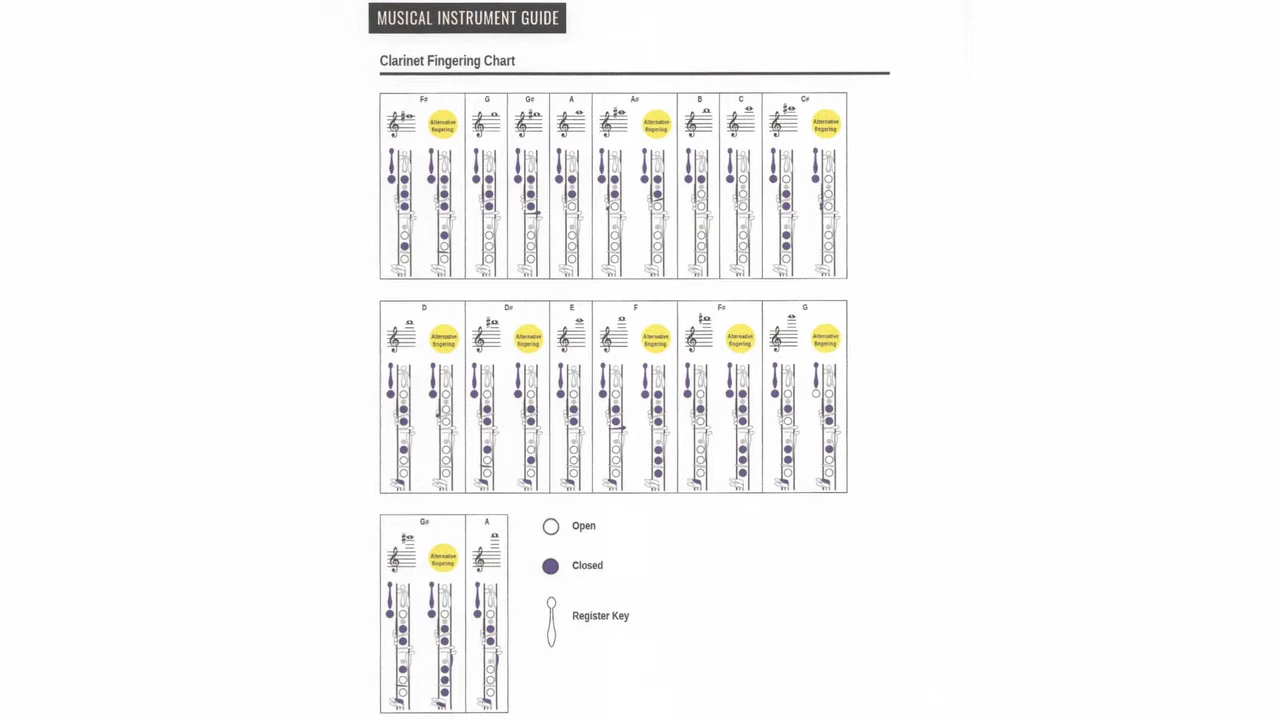 MUSICAL INSTRUMENT GUIDE
Clarinet Fingering Chart
F# G G# A A# B C C#
Alternative fingering Alternative fingering Alternative fingering
D D# E F F# G
Alternative fingering Alternative fingering Alternative fingering Alternative fingering Alternative fingering
G# A
Alternative fingering
Open
Closed
Register Key